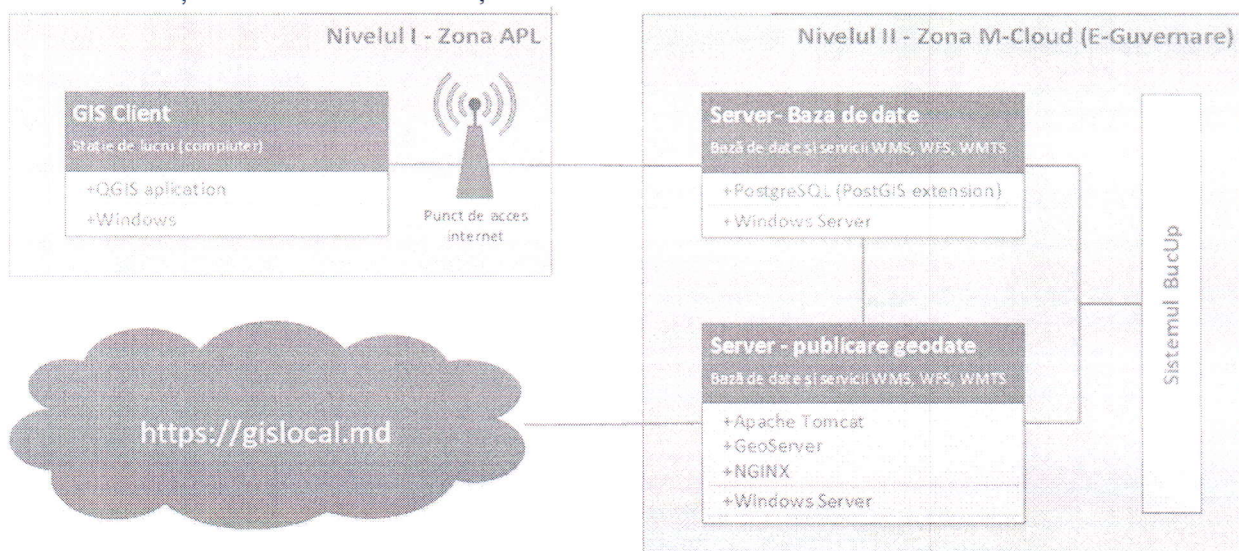 Nivelul I - Zona APL
GIS Client
Statie de lucru (computer)
+QGIS aplication
+Windows
Punct de acces
internet
Nivelul II - Zona M-Cloud (E-Guvernare)
Server- Baza de date
Bază de date și servicii WMS, WFS, WMTS
+PostgreSQL (PostGIS extension)
+Windows Server
Server - publicare geodate
Bază de date și servicii WMS, WFS, WMTS
+Apache Tomcat
+GeoServer
+NGINX
+Windows Server
Sistemul BucUp
https://gislocal.md